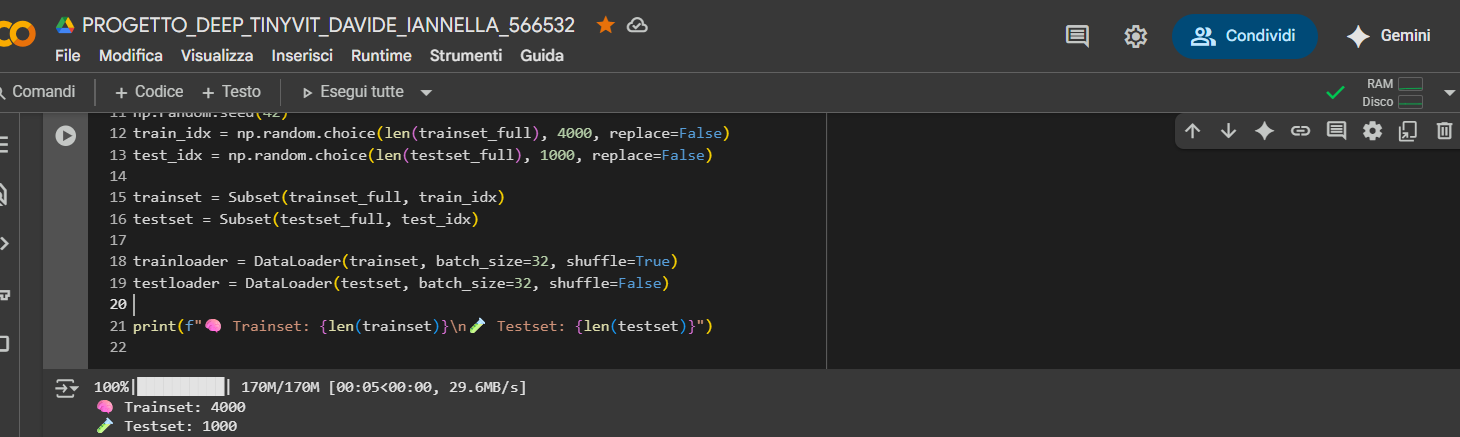 PROGETTO_DEEP_TINYVIT_DAVIDE_IANNELLA_566532
File Modifica Visualizza Inserisci Runtime Strumenti Guida
Condividi
Gemini
Comandi + Codice + Testo Esegui tutte
RAM
Disco
11 np.random.seed(42)
12 train_idx = np.random.choice(len(trainset_full), 4000, replace=False)
13 test_idx = np.random.choice(len(testset_full), 1000, replace=False)
14
15 trainset = Subset(trainset_full, train_idx)
16 testset = Subset(testset_full, test_idx)
17
18 trainloader = DataLoader(trainset, batch_size=32, shuffle=True)
19 testloader = DataLoader(testset, batch_size=32, shuffle=False)
20
21 print(f"🧠 Trainset: {len(trainset)}\n🧪 Testset: {len(testset)}")
22
100%|██████████| 170M/170M [00:05<00:00, 29.6MB/s]
🧠 Trainset: 4000
🧪 Testset: 1000